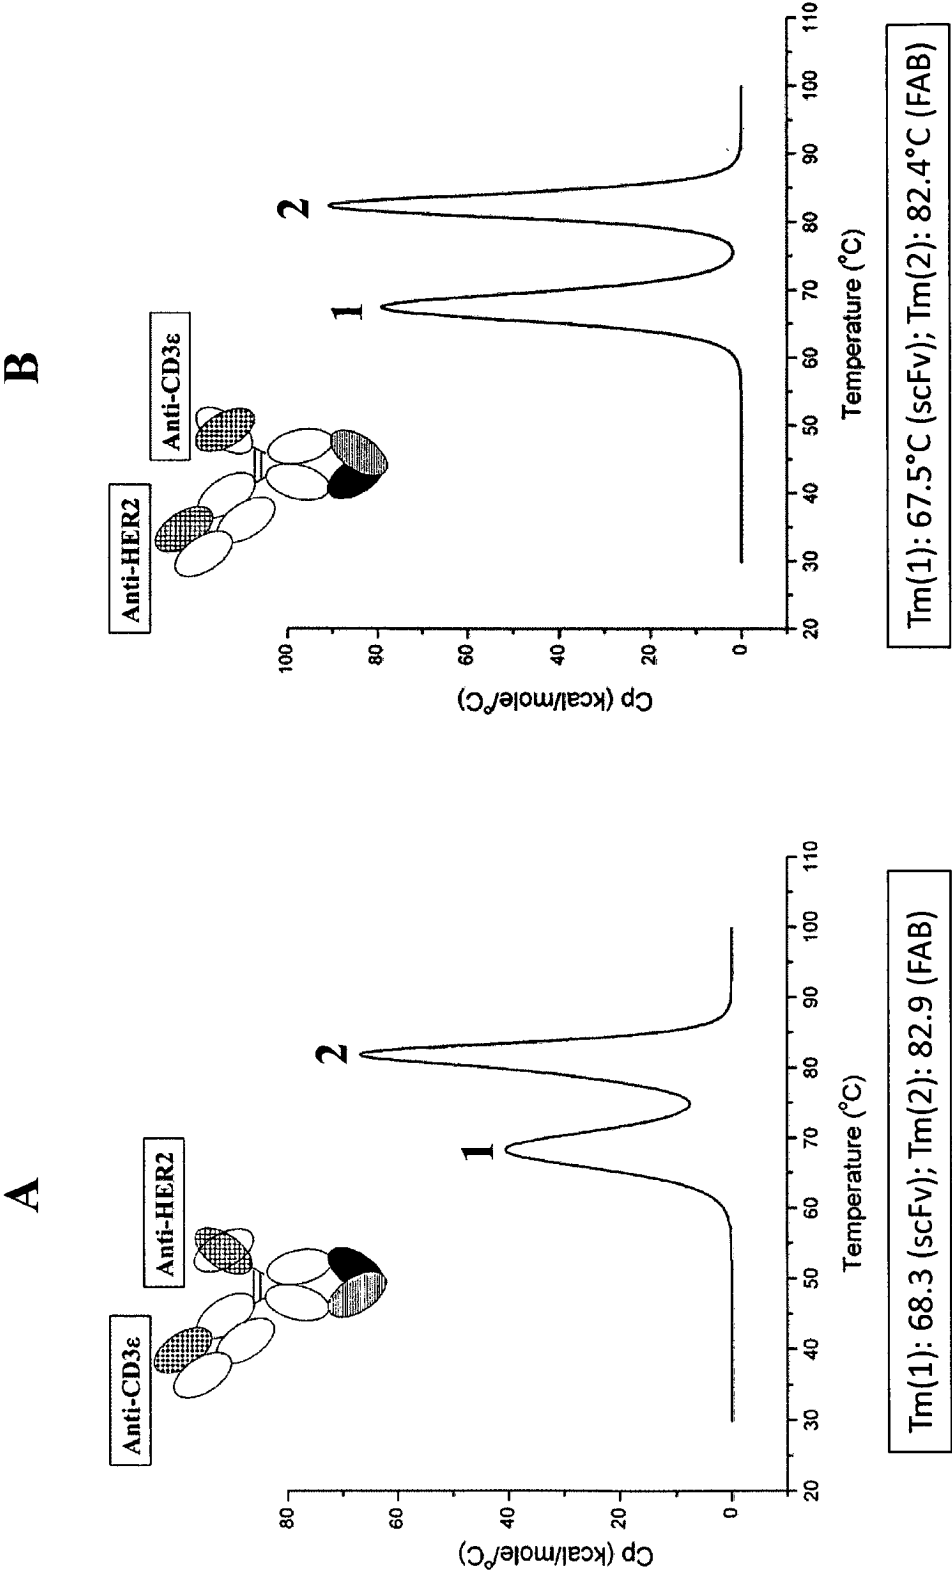 A
Anti-CD3ε
Anti-HER2
1
2
80
60
40
20
0
Cp (kcal/mole/°C)
20
30
40
50
60
70
80
90
100
110
Temperature (°C)
Tm(1): 68.3 (scFv); Tm(2): 82.9 (FAB)
B
Anti-HER2
Anti-CD3ε
1
2
100
80
60
40
20
0
Cp (kcal/mole/°C)
20
30
40
50
60
70
80
90
100
110
Temperature (°C)
Tm(1): 67.5°C (scFv); Tm(2): 82.4°C (FAB)